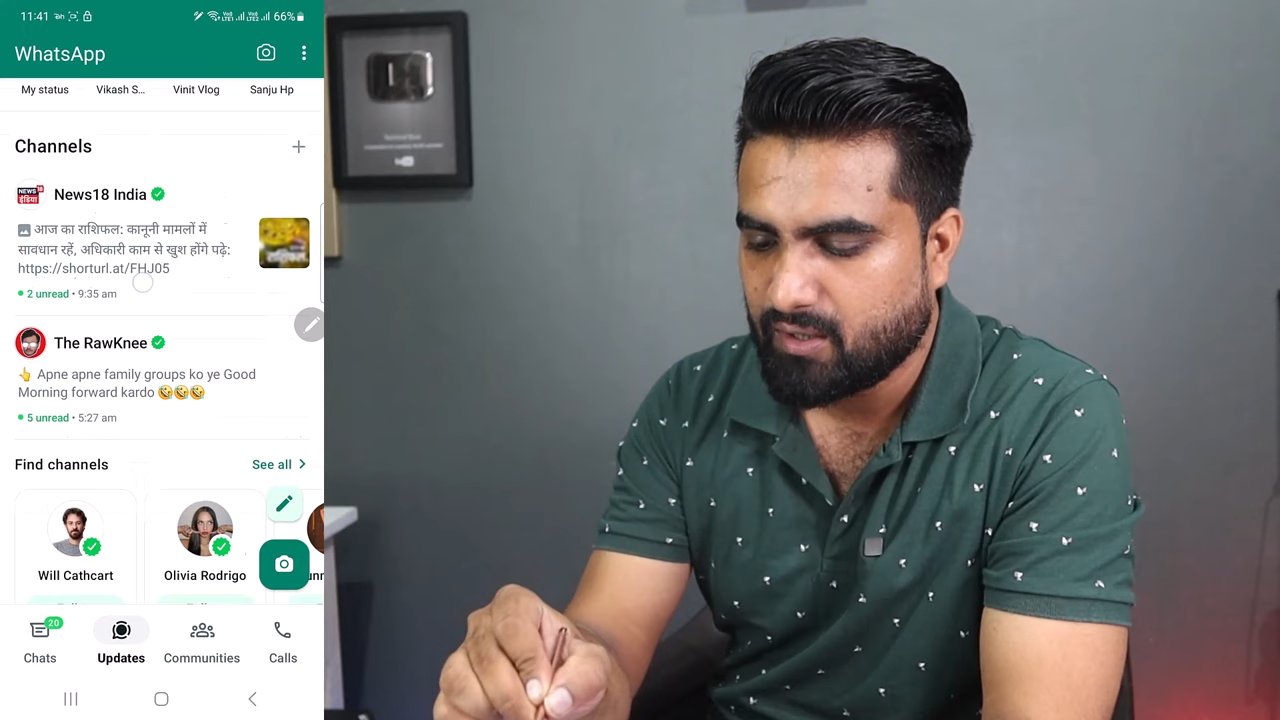 11:41
66%
WhatsApp
My status
Vikash S...
Vinit Vlog
Sanju Hp
Channels
News18 India
आज का राशिफल: कानूनी मामलों में
सावधान रहें, अधिकारी काम से खुश होंगे पढ़े:
https://shorturl.at/FHJ05
2 unread • 9:35 am
The RawKnee
👆 Apne apne family groups ko ye Good
Morning forward kardo 🤣🤣🤣
5 unread • 5:27 am
Find channels
See all
Will Cathcart
Olivia Rodrigo
20
Chats
Updates
Communities
Calls